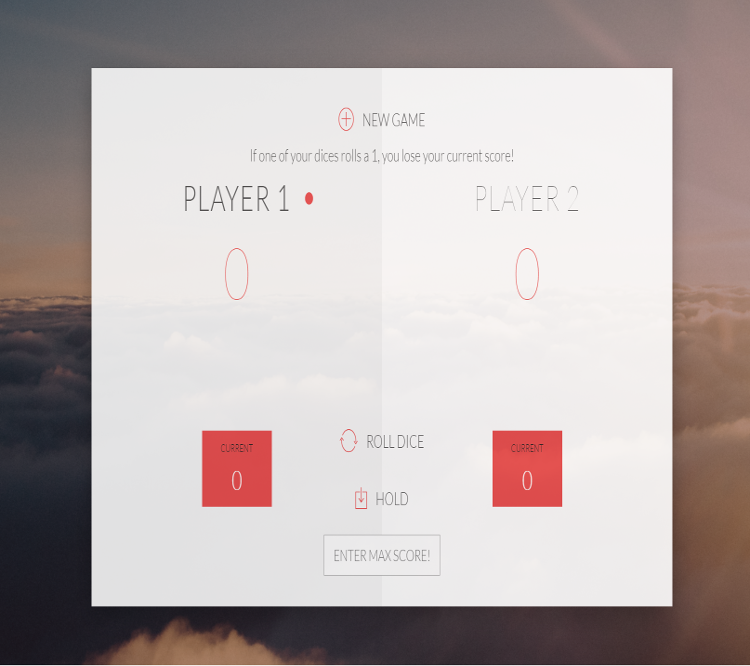 NEW GAME
If one of your dices rolls a 1, you lose your current score!
PLAYER 1
PLAYER 2
0
0
CURRENT
0
ROLL DICE
CURRENT
0
HOLD
ENTER MAX SCORE!